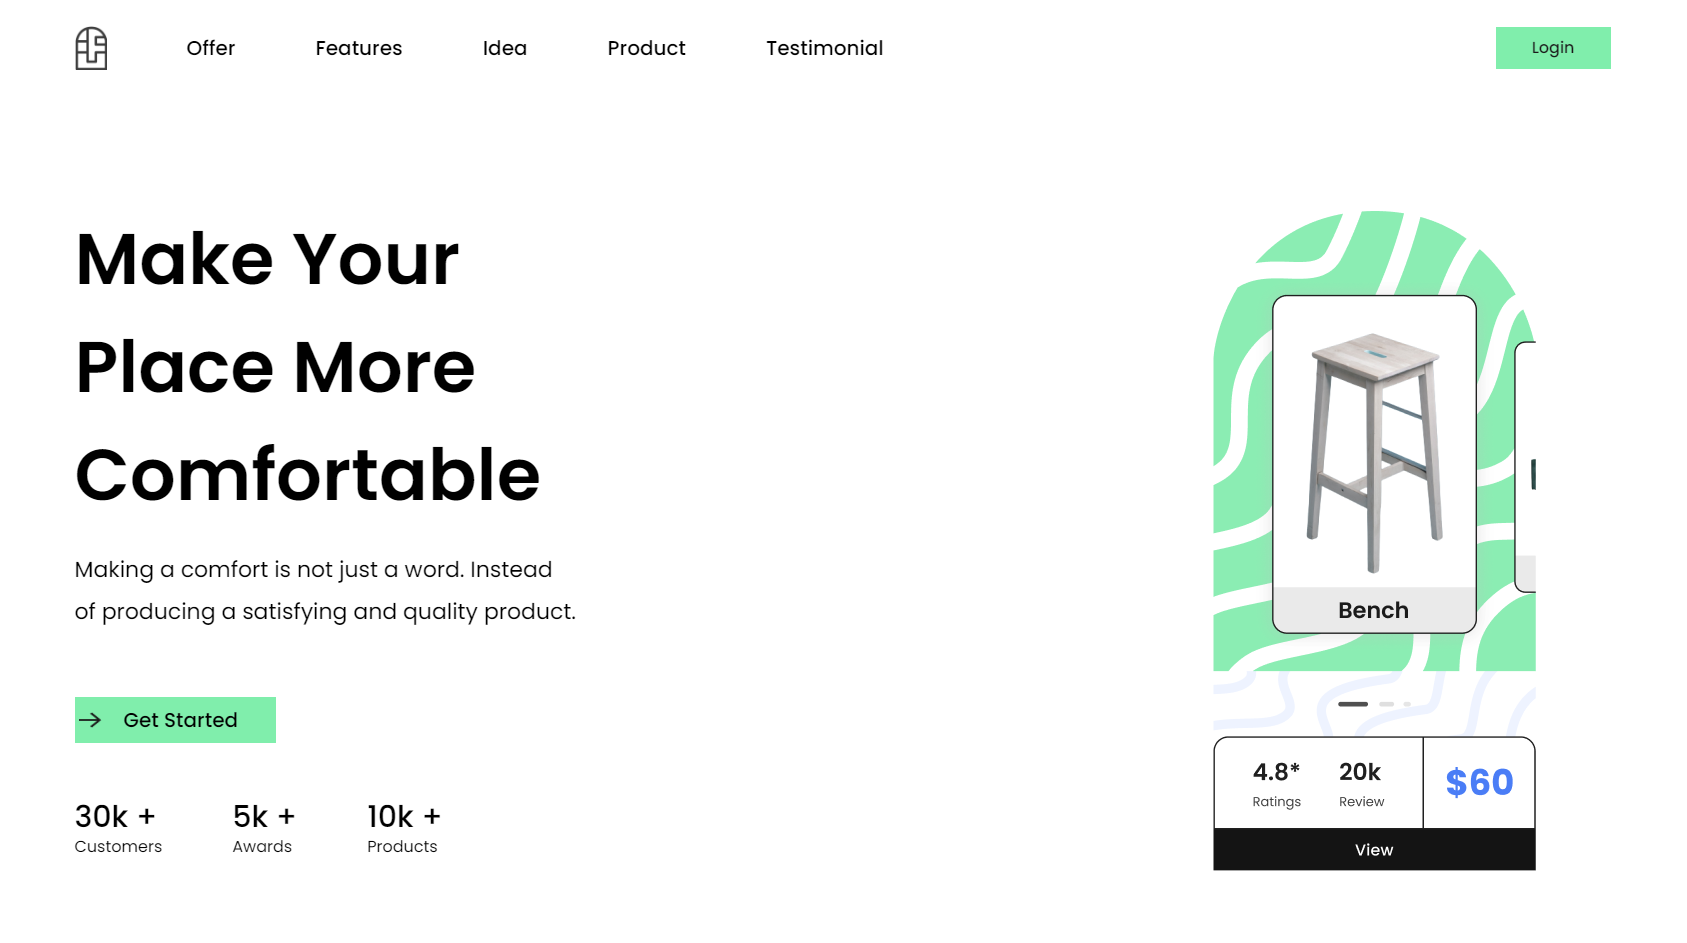 Offer Features Idea Product Testimonial Login
Make Your
Place More
Comfortable
Making a comfort is not just a word. Instead
of producing a satisfying and quality product.
Get Started
30k + 5k + 10k +
Customers Awards Products
Bench
4.8* 20k $60
Ratings Review
View